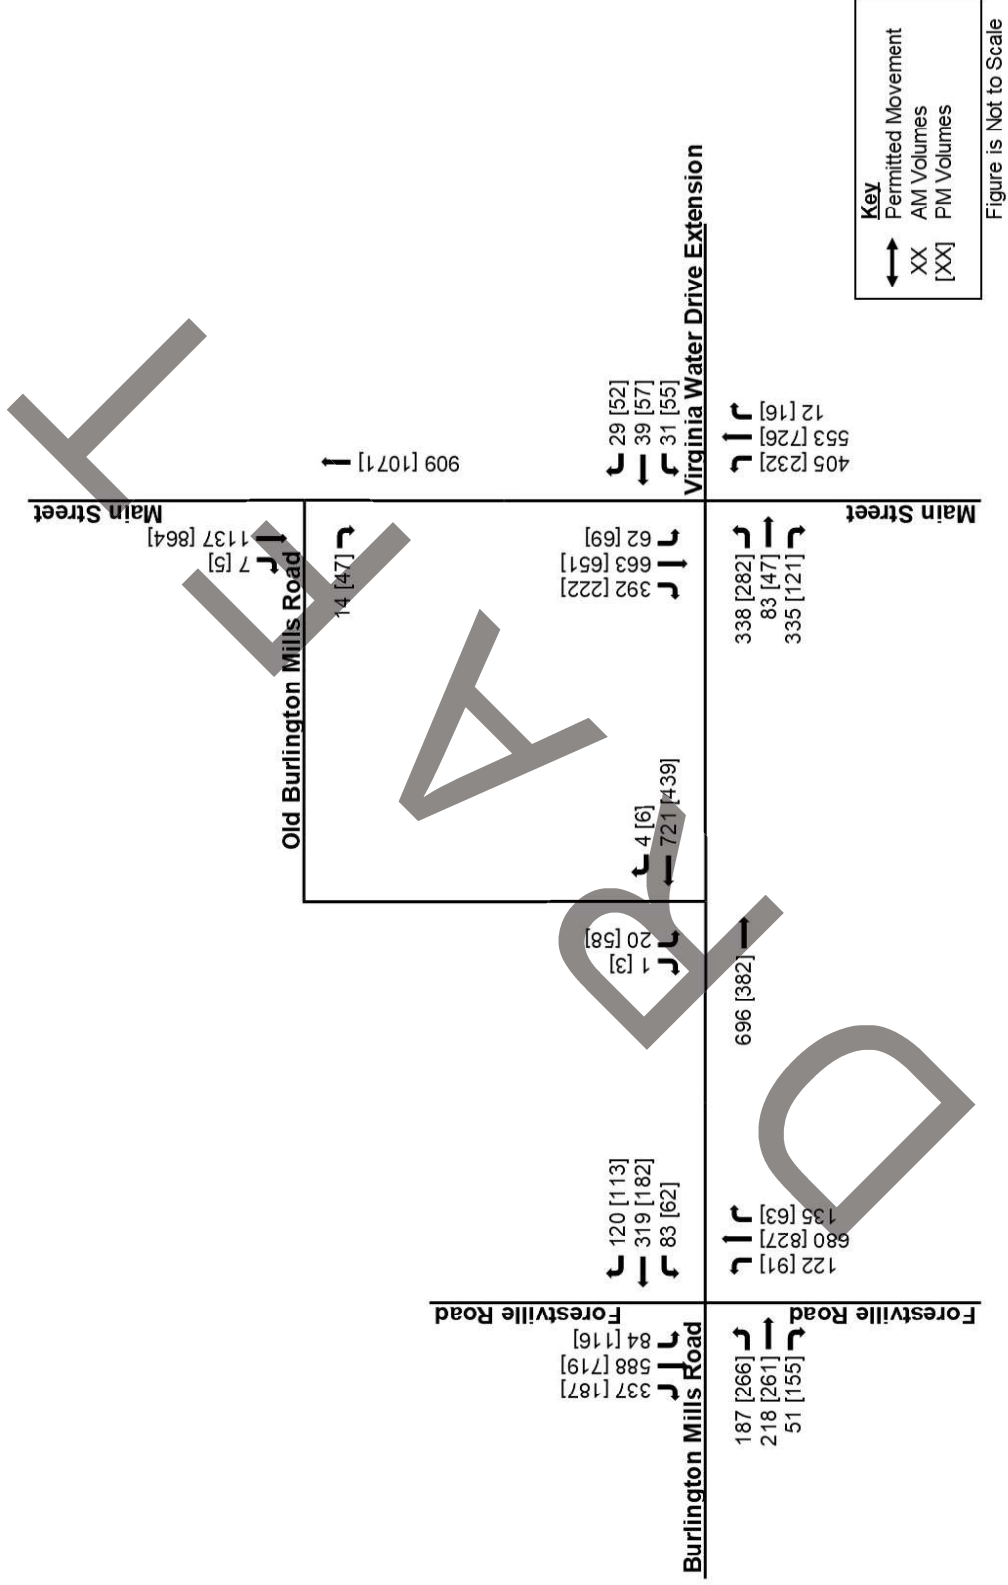 Main Street
1137 [864]
7 [5]
Old Burlington Mills Road
14 [47]
909 [1071]
29 [52]
39 [57]
31 [55]
Virginia Water Drive Extension
62 [69]
663 [651]
392 [222]
338 [282]
83 [47]
335 [121]
405 [232]
553 [726]
12 [16]
Main Street
4 [6]
721 [439]
20 [58]
1 [3]
696 [382]
120 [113]
319 [182]
83 [62]
Forestville Road
84 [116]
588 [719]
337 [187]
Burlington Mills Road
187 [266]
218 [261]
51 [155]
122 [91]
680 [827]
135 [63]
Forestville Road
Key
Permitted Movement
XX AM Volumes
[XX] PM Volumes
Figure is Not to Scale
DRAFT